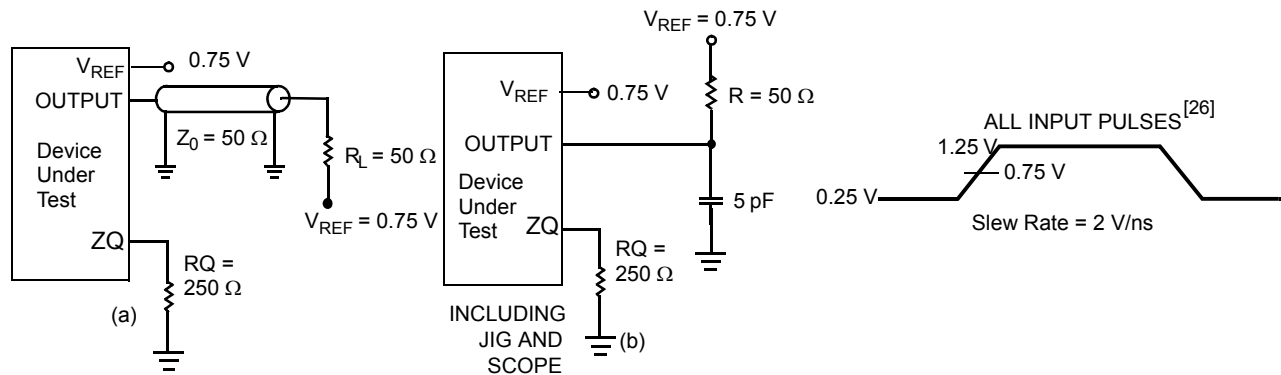 V_REF 0.75 V
OUTPUT
Z_0 = 50 Ω
Device
Under
Test
R_L = 50 Ω
V_REF = 0.75 V
ZQ
RQ =
250 Ω
(a)
V_REF = 0.75 V
V_REF 0.75 V
R = 50 Ω
OUTPUT
Device
Under
Test
5 pF
ZQ
RQ =
250 Ω
INCLUDING
JIG AND
SCOPE
(b)
ALL INPUT PULSES[26]
1.25 V
0.75 V
0.25 V
Slew Rate = 2 V/ns